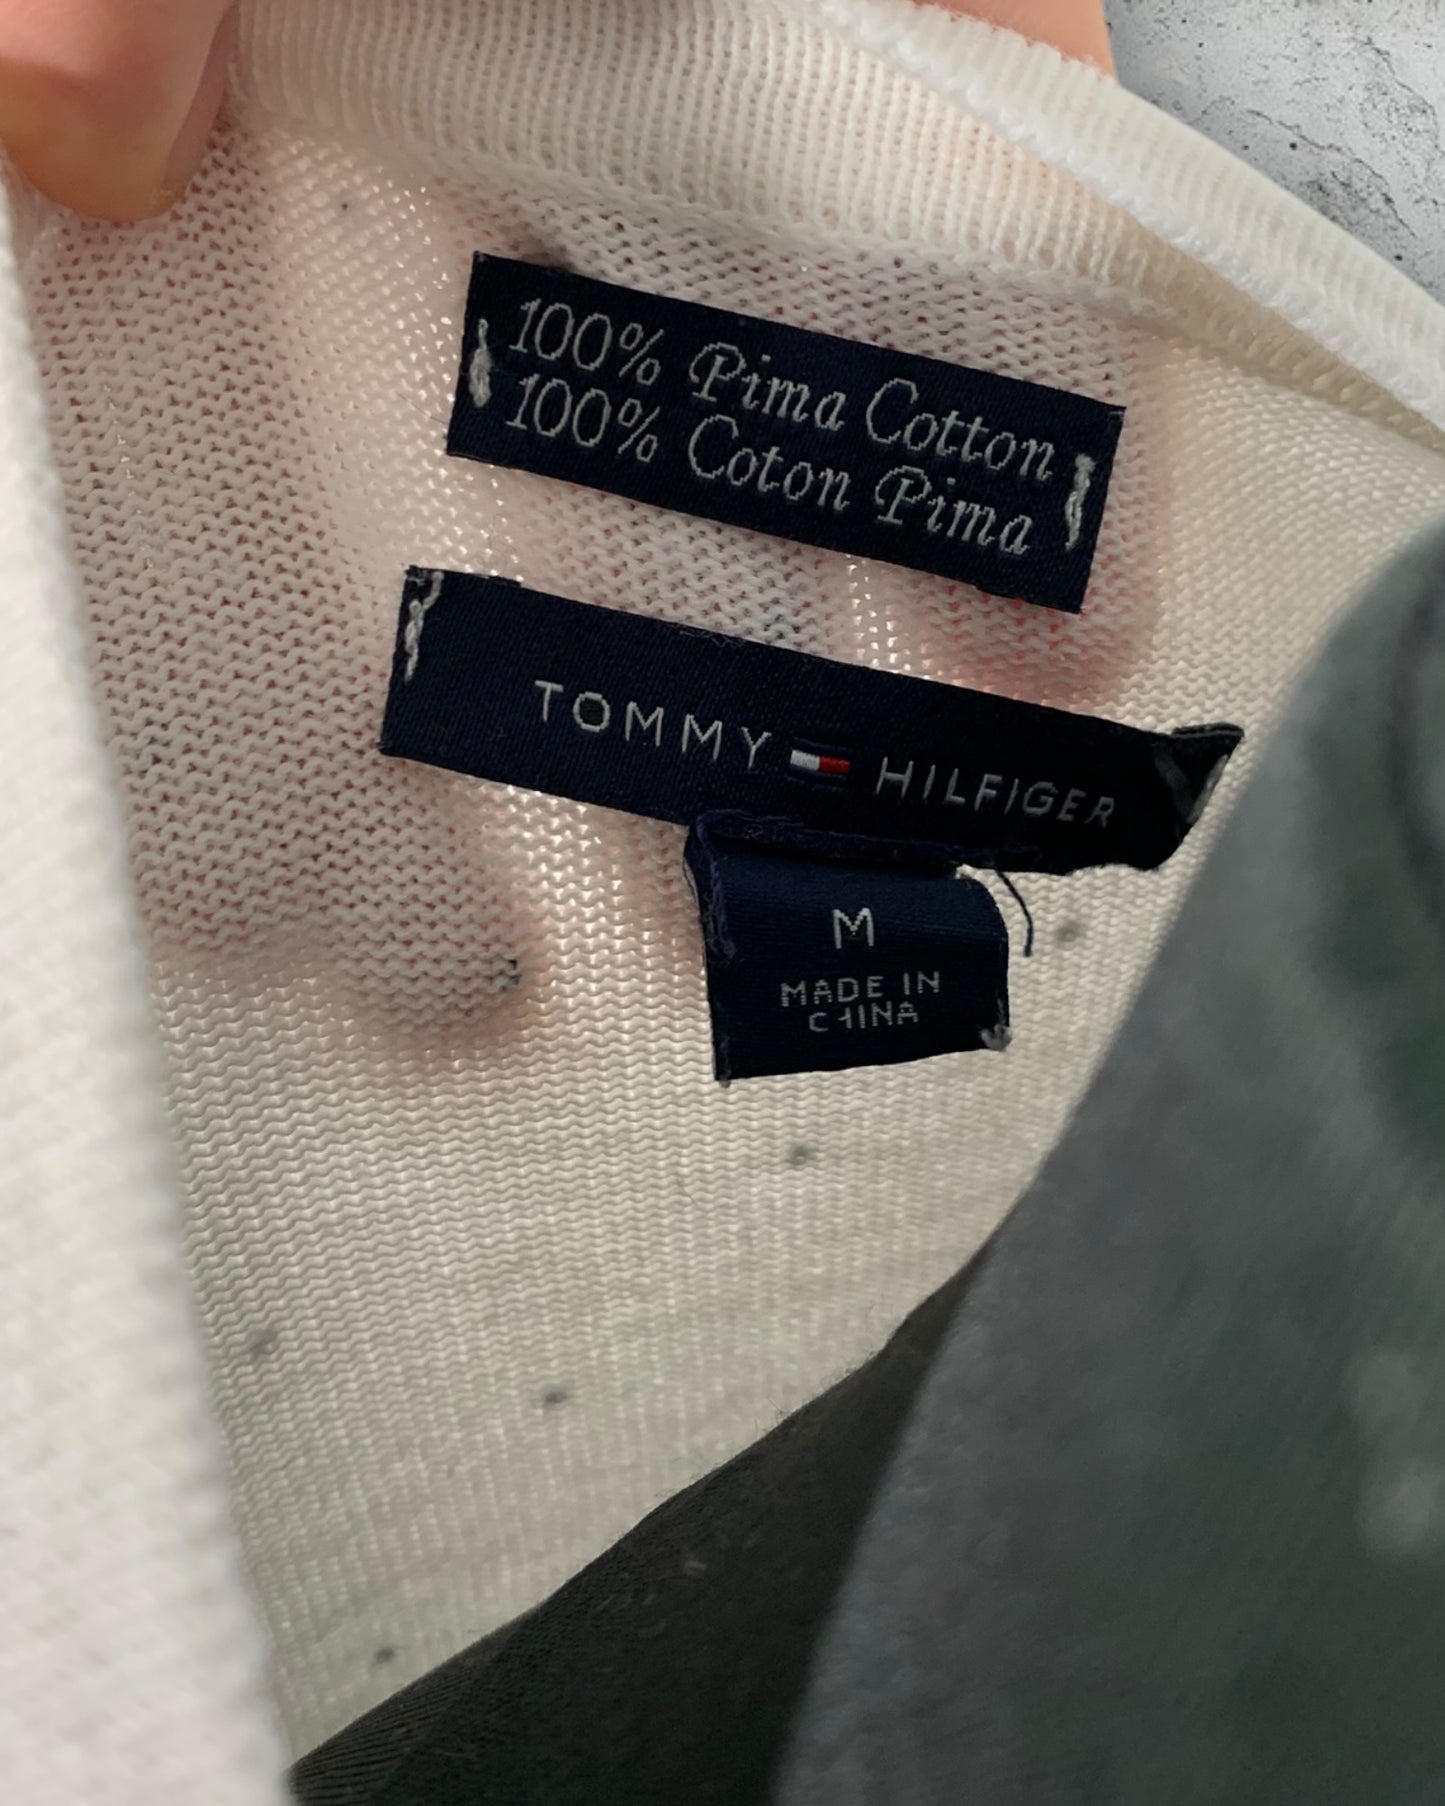 100% Pima Cotton
100% Coton Pima
TOMMY HILFIGER
M
MADE IN
CHINA